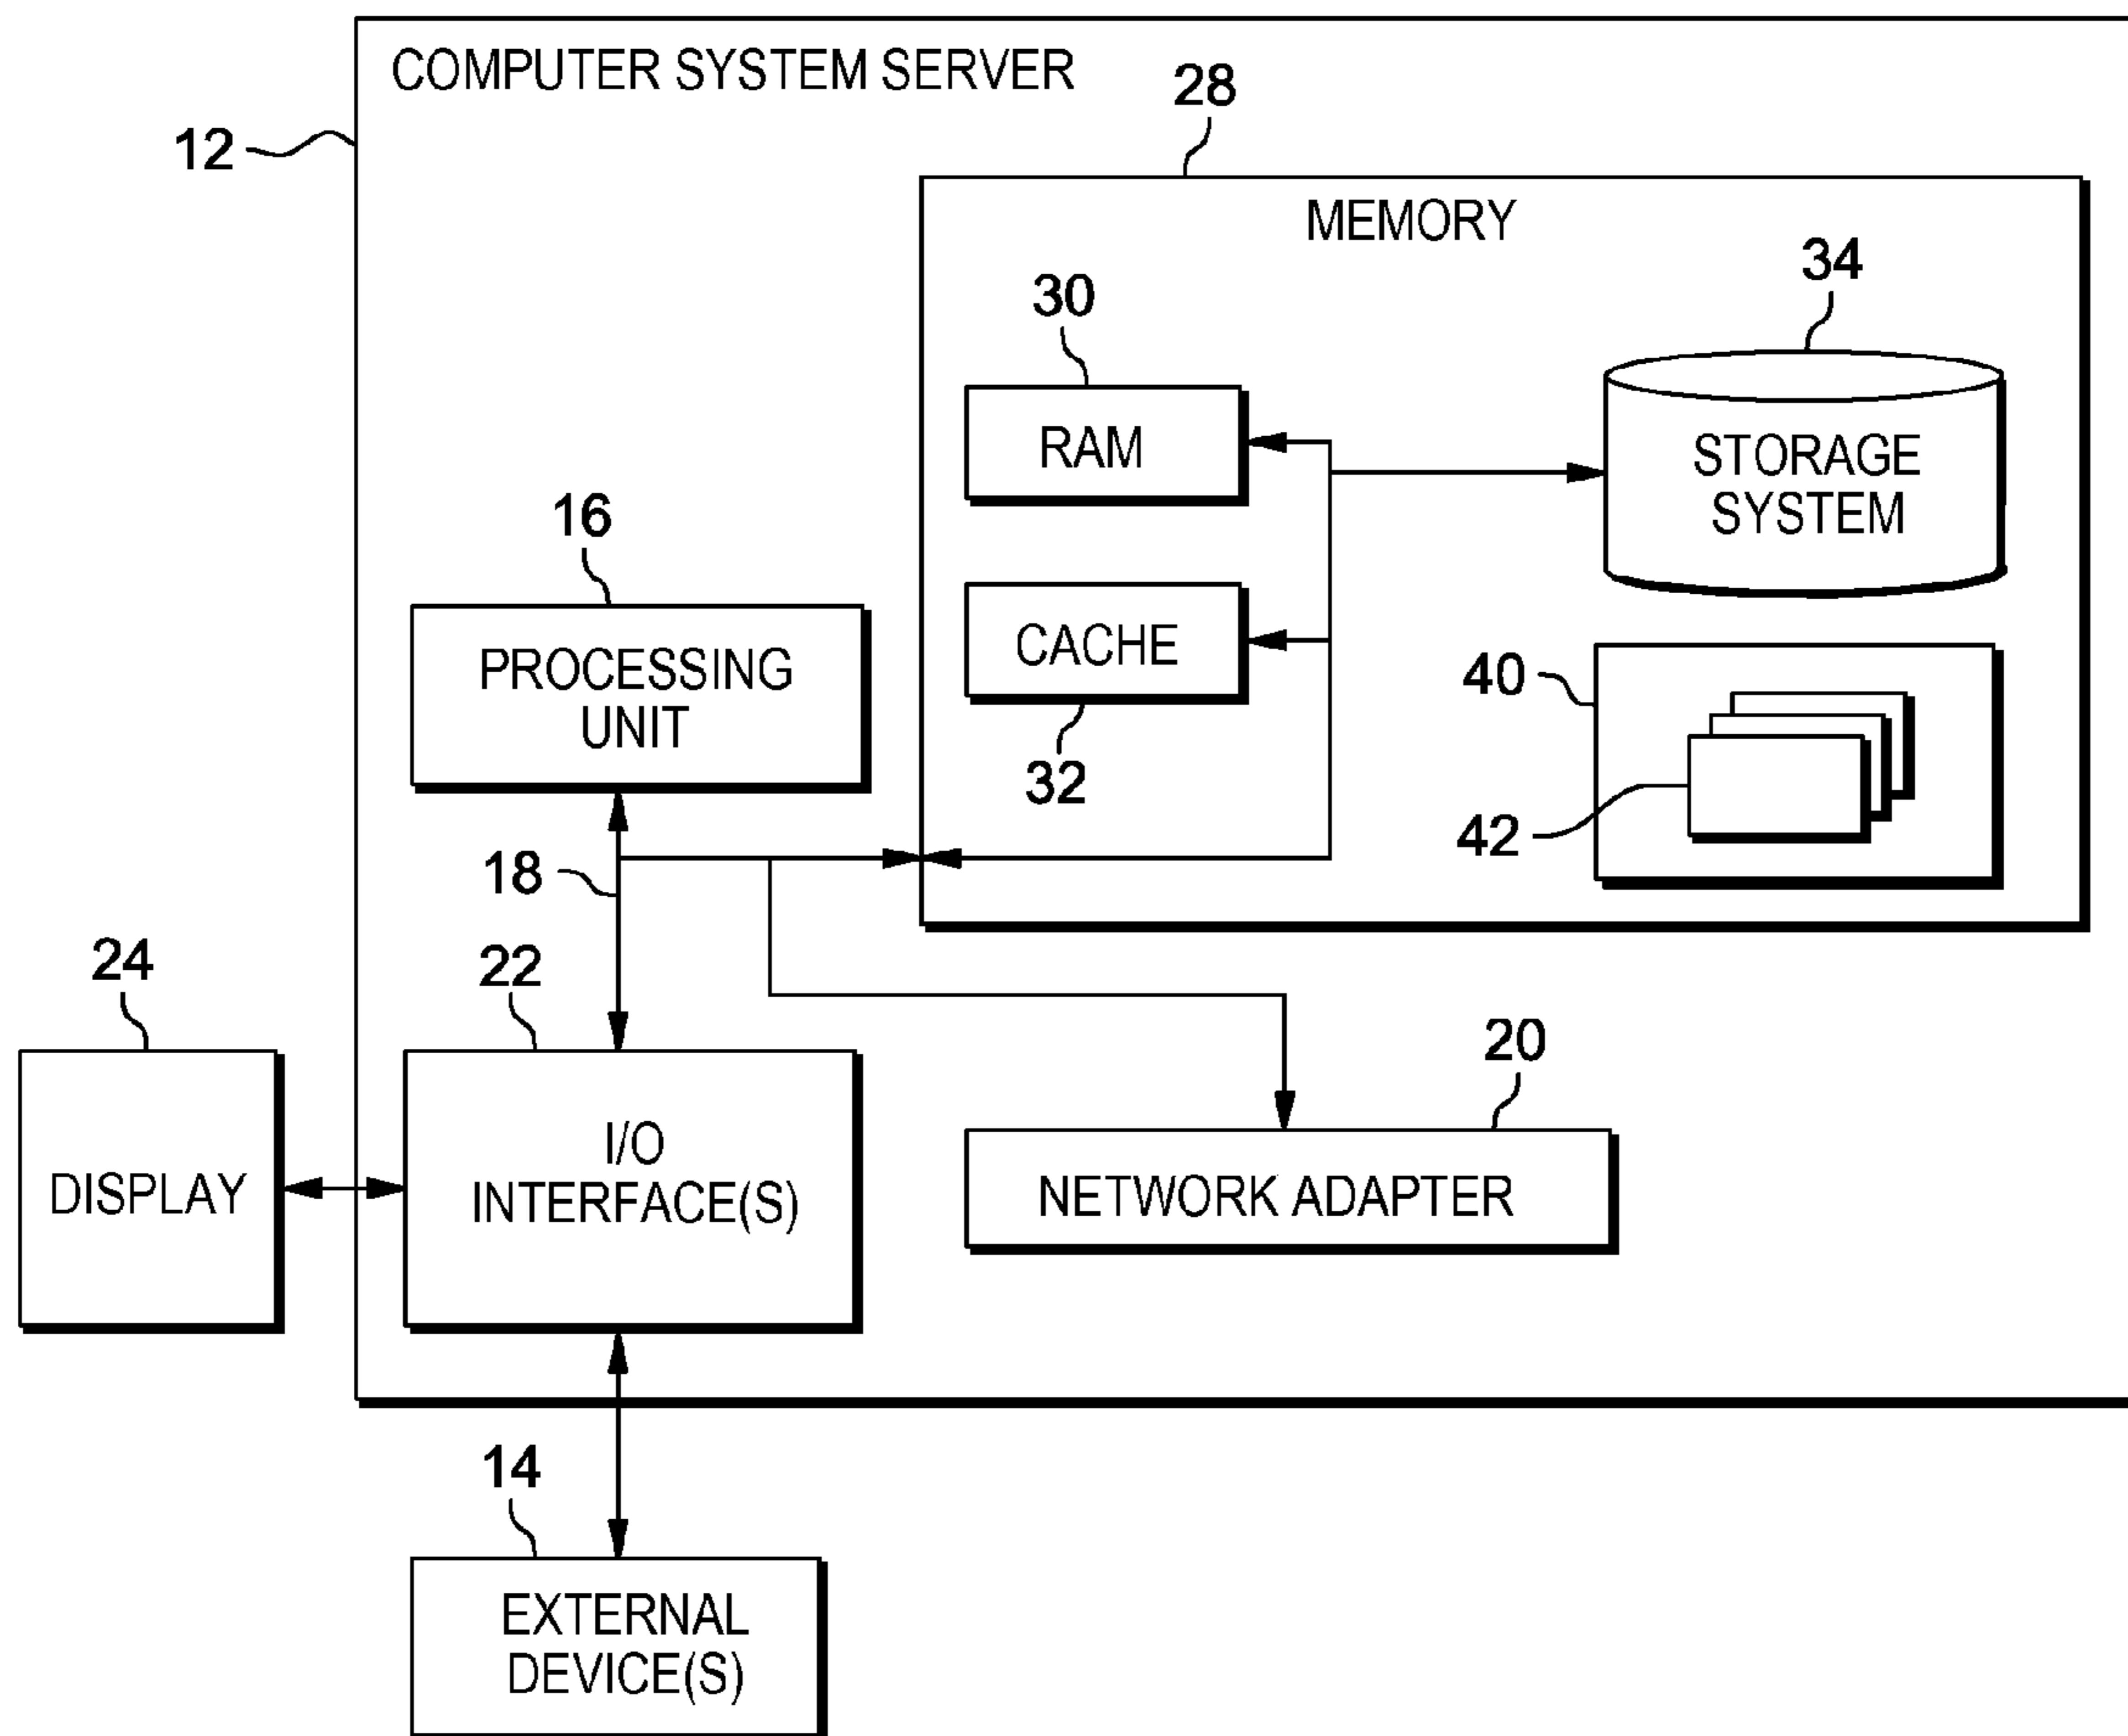 COMPUTER SYSTEM SERVER
12
28
MEMORY
30
34
RAM
STORAGE
SYSTEM
16
PROCESSING
UNIT
CACHE
32
40
42
18
24
22
20
DISPLAY
I/O
INTERFACE(S)
NETWORK ADAPTER
14
EXTERNAL
DEVICE(S)